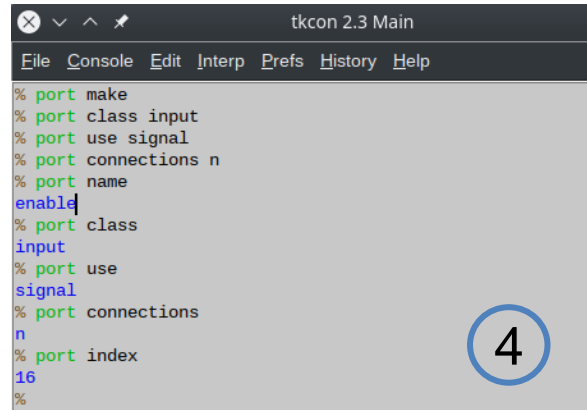 tkcon 2.3 Main
File Console Edit Interp Prefs History Help
% port make
% port class input
% port use signal
% port connections n
% port name
enable
% port class
input
% port use
signal
% port connections
n
% port index
16
%
4